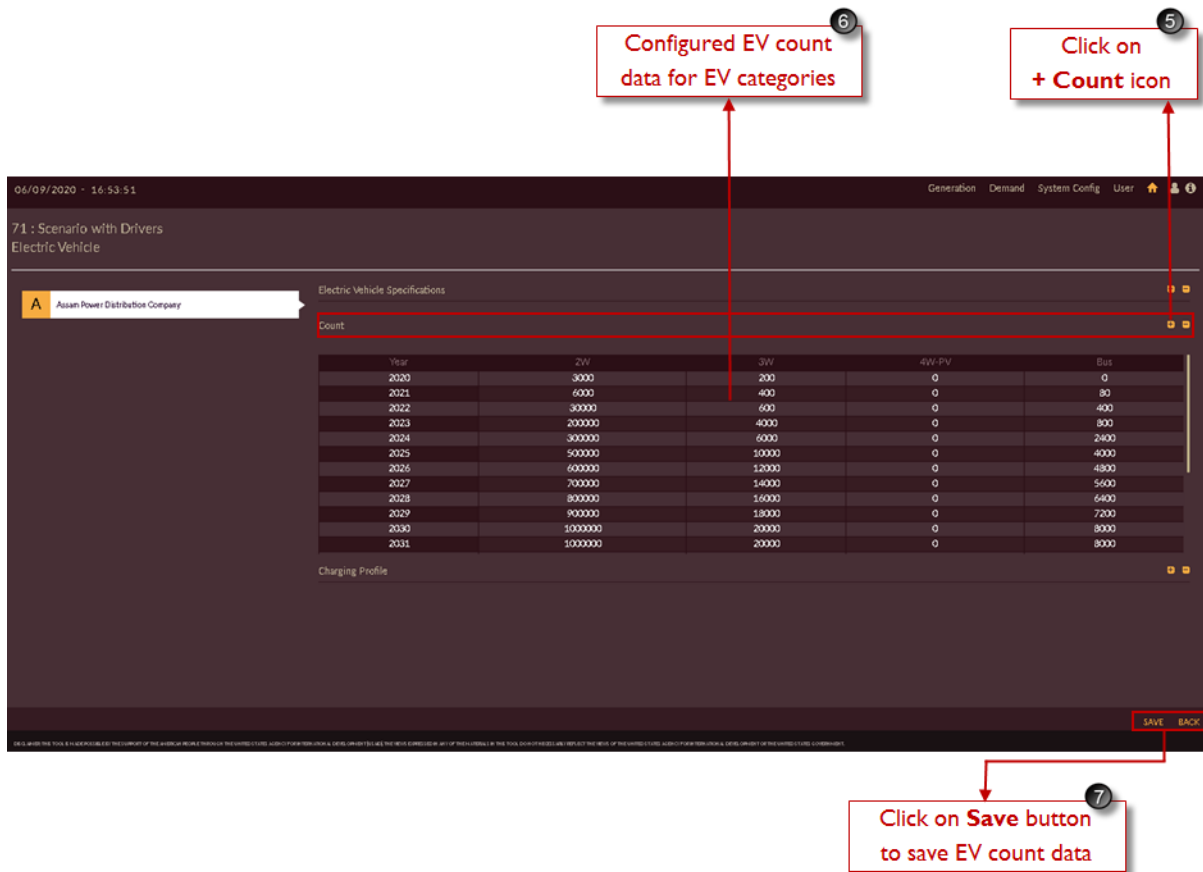 6
Configured EV count
data for EV categories
5
Click on
+ Count icon
06/09/2020 - 16:53:51
Generation Demand System Config User
71 : Scenario with Drivers
Electric Vehicle
A Assam Power Distribution Company
Electric Vehicle Specifications
Count
Year 2W 3W 4W-PV Bus
2020 3000 200 0 0
2021 6000 400 0 80
2022 30000 600 0 400
2023 200000 4000 0 800
2024 300000 6000 0 2400
2025 500000 10000 0 4000
2026 600000 12000 0 4800
2027 700000 14000 0 5600
2028 800000 16000 0 6400
2029 900000 18000 0 7200
2030 1000000 20000 0 8000
2031 1000000 20000 0 8000
Charging Profile
SAVE BACK
7
Click on Save button
to save EV count data